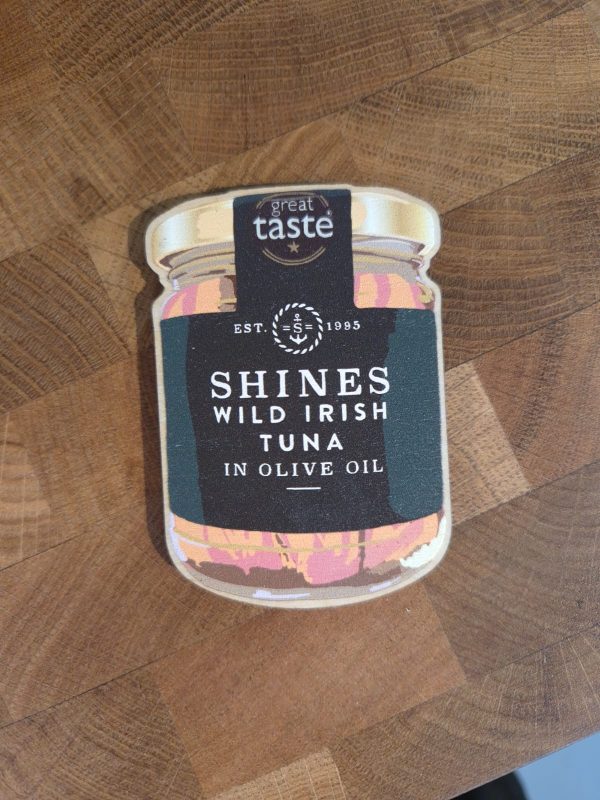 great
taste
EST. =S= 1995
SHINES
WILD IRISH
TUNA
IN OLIVE OIL